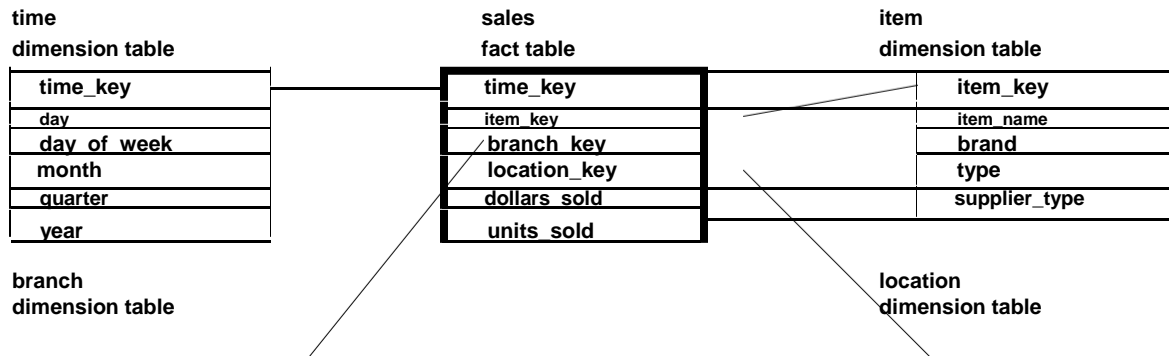 time
dimension table
time_key
day
day_of_week
month
quarter
year
sales
fact table
time_key
item_key
branch_key
location_key
dollars_sold
units_sold
item
dimension table
item_key
item_name
brand
type
supplier_type
branch
dimension table
location
dimension table